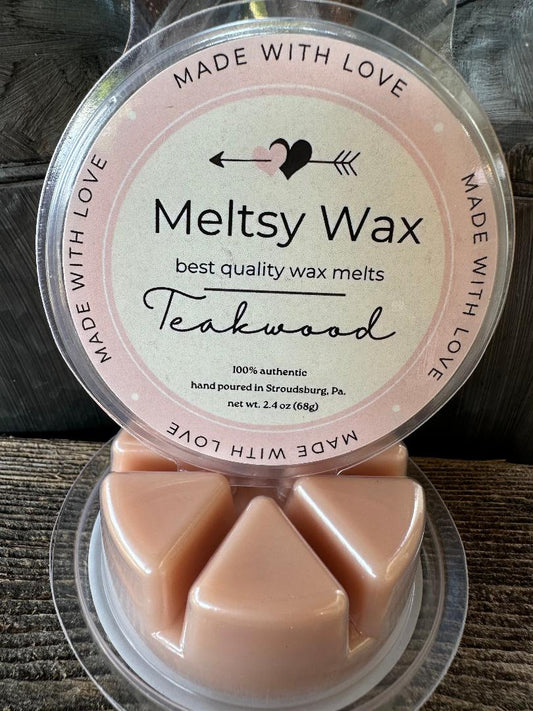 MADE WITH LOVE
MADE WITH LOVE
MADE WITH LOVE
Meltsy Wax
best quality wax melts
Teakwood
100% authentic
hand poured in Stroudsburg, Pa.
net wt. 2.4 oz (68g)
MADE WITH LOVE